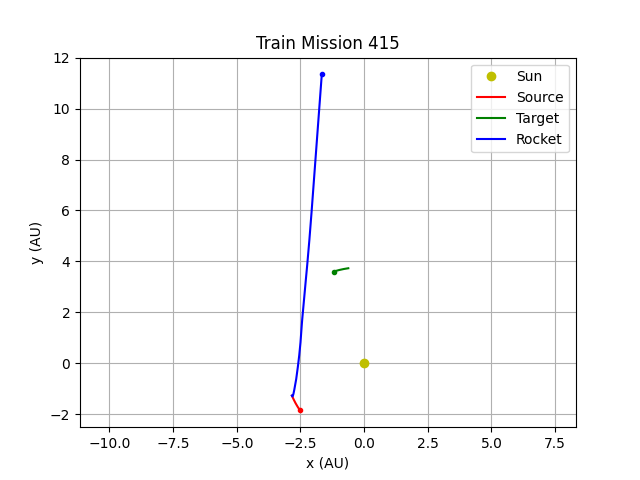 Train Mission 415
12
10
8
6
4
2
0
−2
y (AU)
−10.0 −7.5 −5.0 −2.5 0.0 2.5 5.0 7.5
x (AU)
Sun
Source
Target
Rocket